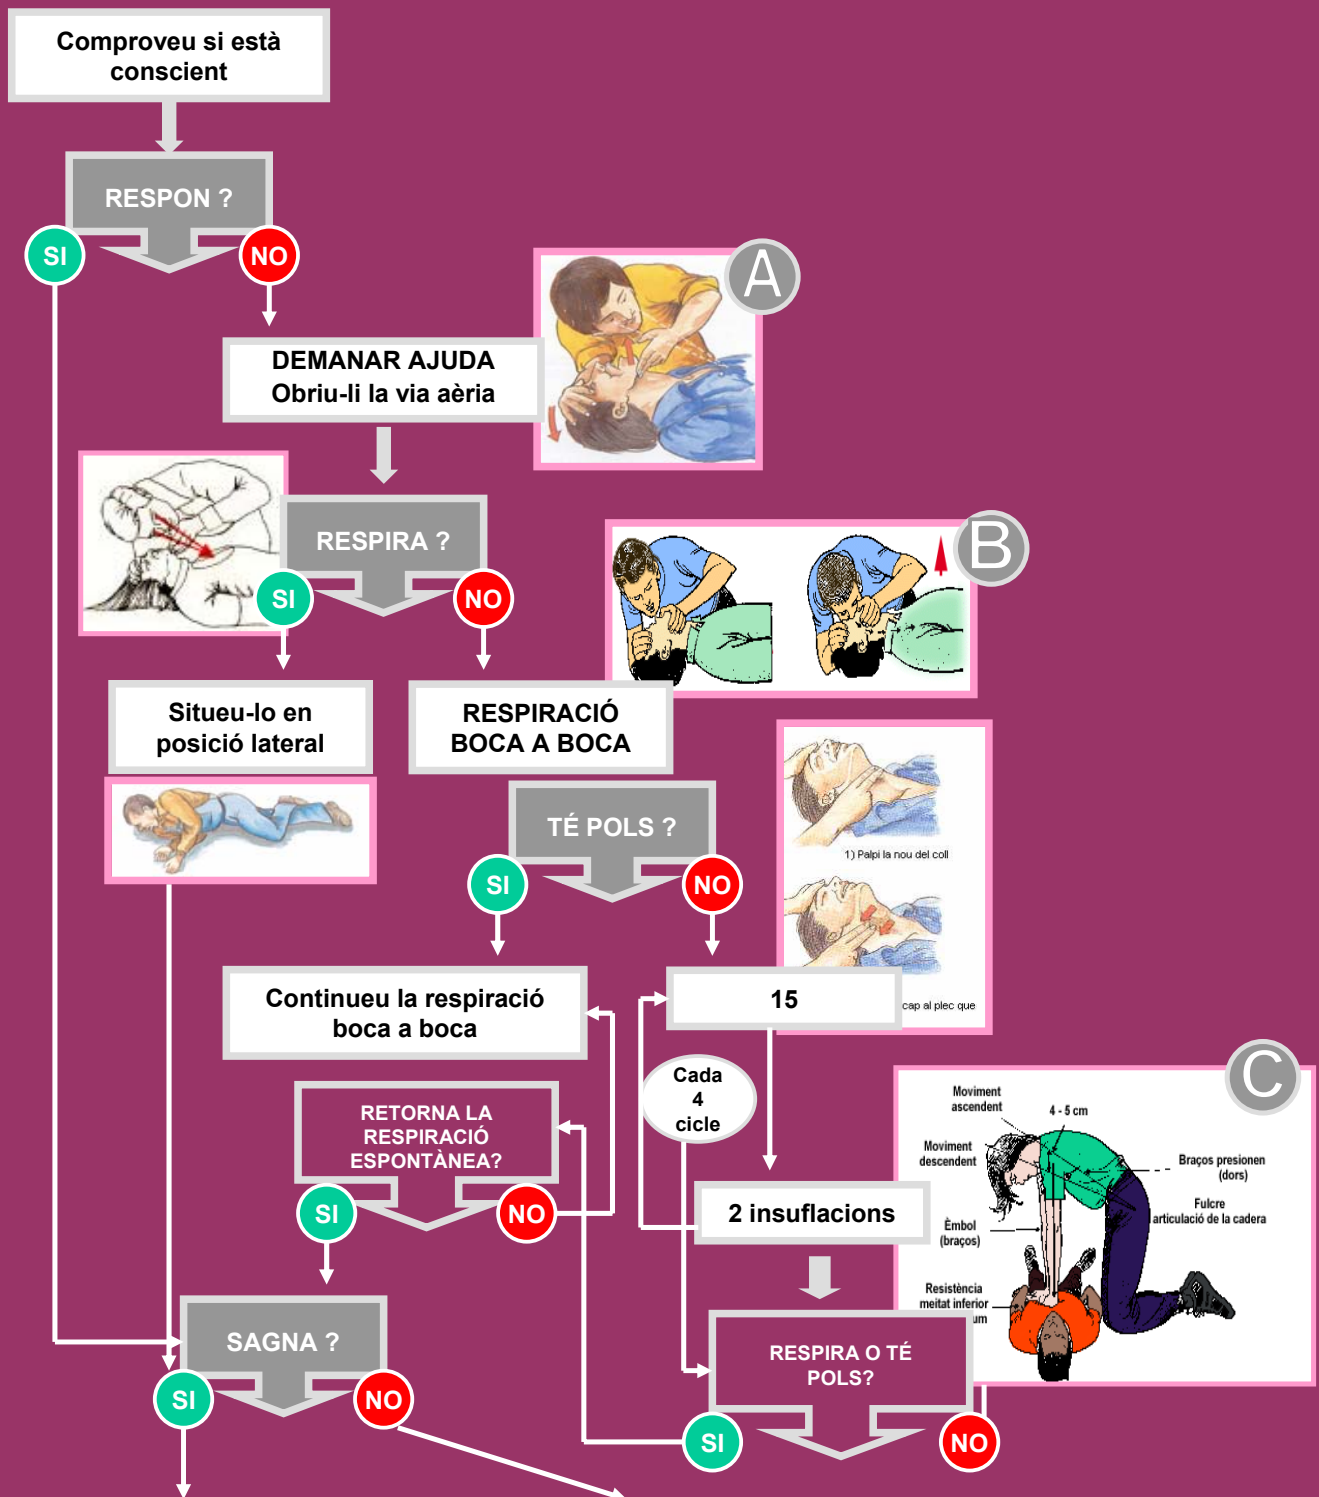 Comproveu si està
conscient
RESPON ?
SI
NO
A
DEMANAR AJUDA
Obriu-li la via aèria
RESPIRA ?
SI
NO
B
Situeu-lo en
posició lateral
RESPIRACIÓ
BOCA A BOCA
TÉ POLS ?
SI
NO
1) Palpi la nou del coll
cap al plec que
Continueu la respiració
boca a boca
15
Cada
4
cicle
RETORNA LA
RESPIRACIÓ
ESPONTÀNEA?
SI
NO
2 insuflacions
C
Moviment
ascendent
4 - 5 cm
Moviment
descendent
Braços presionen
(dors)
Fulcre
articulació de la cadera
Èmbol
(braços)
Resistència
meitat inferior
um
SAGNA ?
SI
NO
RESPIRA O TÉ
POLS?
SI
NO